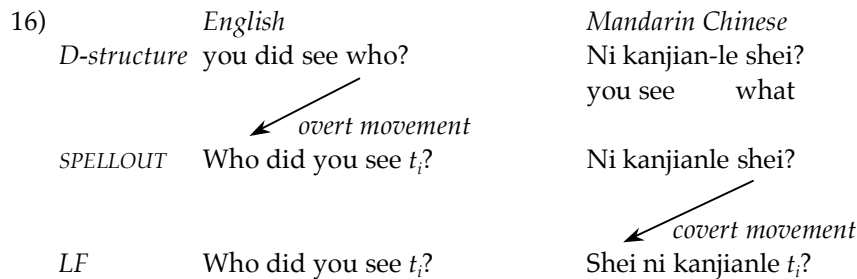 16) English Mandarin Chinese
D-structure you did see who? Ni kanjian-le shei?
you see what
overt movement
SPELLOUT Who did you see ti? Ni kanjianle shei?
covert movement
LF Who did you see ti? Shei ni kanjianle ti?